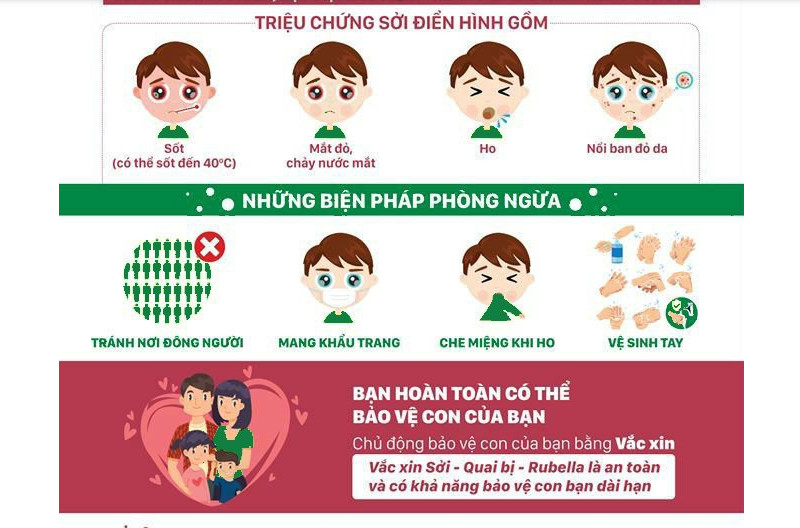 TRIỆU CHỨNG SỞI ĐIỂN HÌNH GỒM
Sốt
(có thể sốt đến 40°C)
Mắt đỏ,
chảy nước mắt
Ho
Nổi ban đỏ da
NHỮNG BIỆN PHÁP PHÒNG NGỪA
TRÁNH NƠI ĐÔNG NGƯỜI
MANG KHẨU TRANG
CHE MIỆNG KHI HO
VỆ SINH TAY
BẠN HOÀN TOÀN CÓ THỂ
BẢO VỆ CON CỦA BẠN
Chủ động bảo vệ con của bạn bằng Vắc xin
Vắc xin Sởi - Quai bị - Rubella là an toàn
và có khả năng bảo vệ con bạn dài hạn